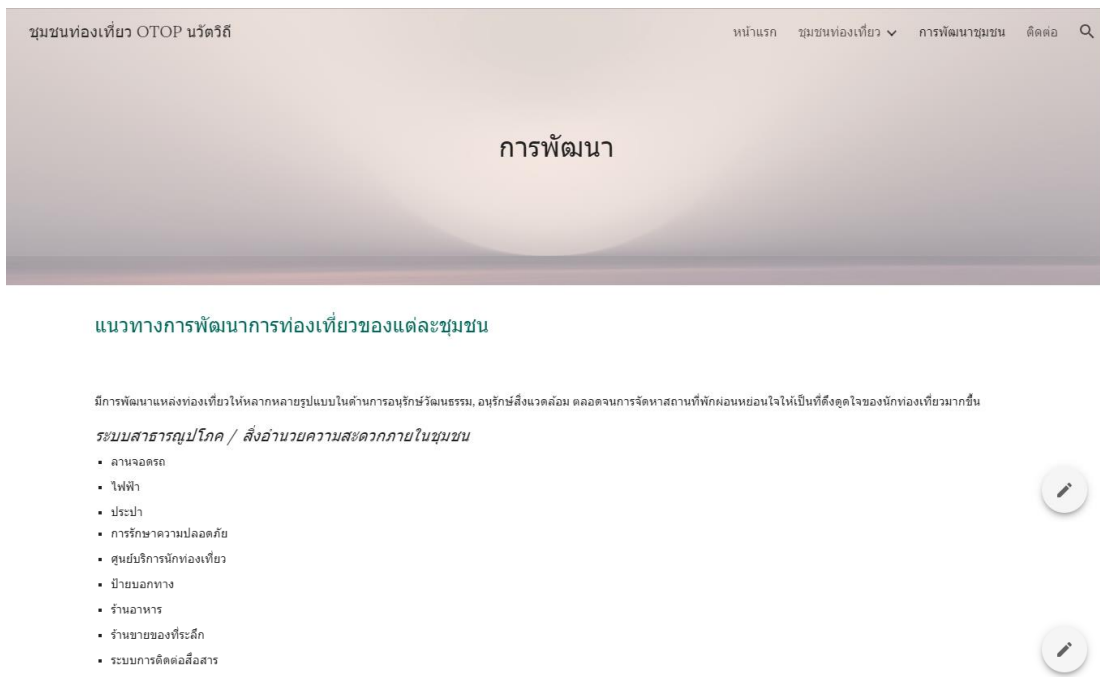 ชุมชนท่องเที่ยว OTOP นวัตวิถี
หน้าแรก ชุมชนท่องเที่ยว การพัฒนาชุมชน ติดต่อ
การพัฒนา
แนวทางการพัฒนาการท่องเที่ยวของแต่ละชุมชน
มีการพัฒนาแหล่งท่องเที่ยวให้หลากหลายรูปแบบในด้านการอนุรักษ์วัฒนธรรม, อนุรักษ์สิ่งแวดล้อม ตลอดจนการจัดหาสถานที่พักผ่อนหย่อนใจให้เป็นที่ดึงดูดใจของนักท่องเที่ยวมากขึ้น
ระบบสาธารณูปโภค / สิ่งอำนวยความสะดวกภายในชุมชน
▪ ลานจอดรถ
▪ ไฟฟ้า
▪ ประปา
▪ การรักษาความปลอดภัย
▪ ศูนย์บริการนักท่องเที่ยว
▪ ป้ายบอกทาง
▪ ร้านอาหาร
▪ ร้านขายของที่ระลึก
▪ ระบบการติดต่อสื่อสาร